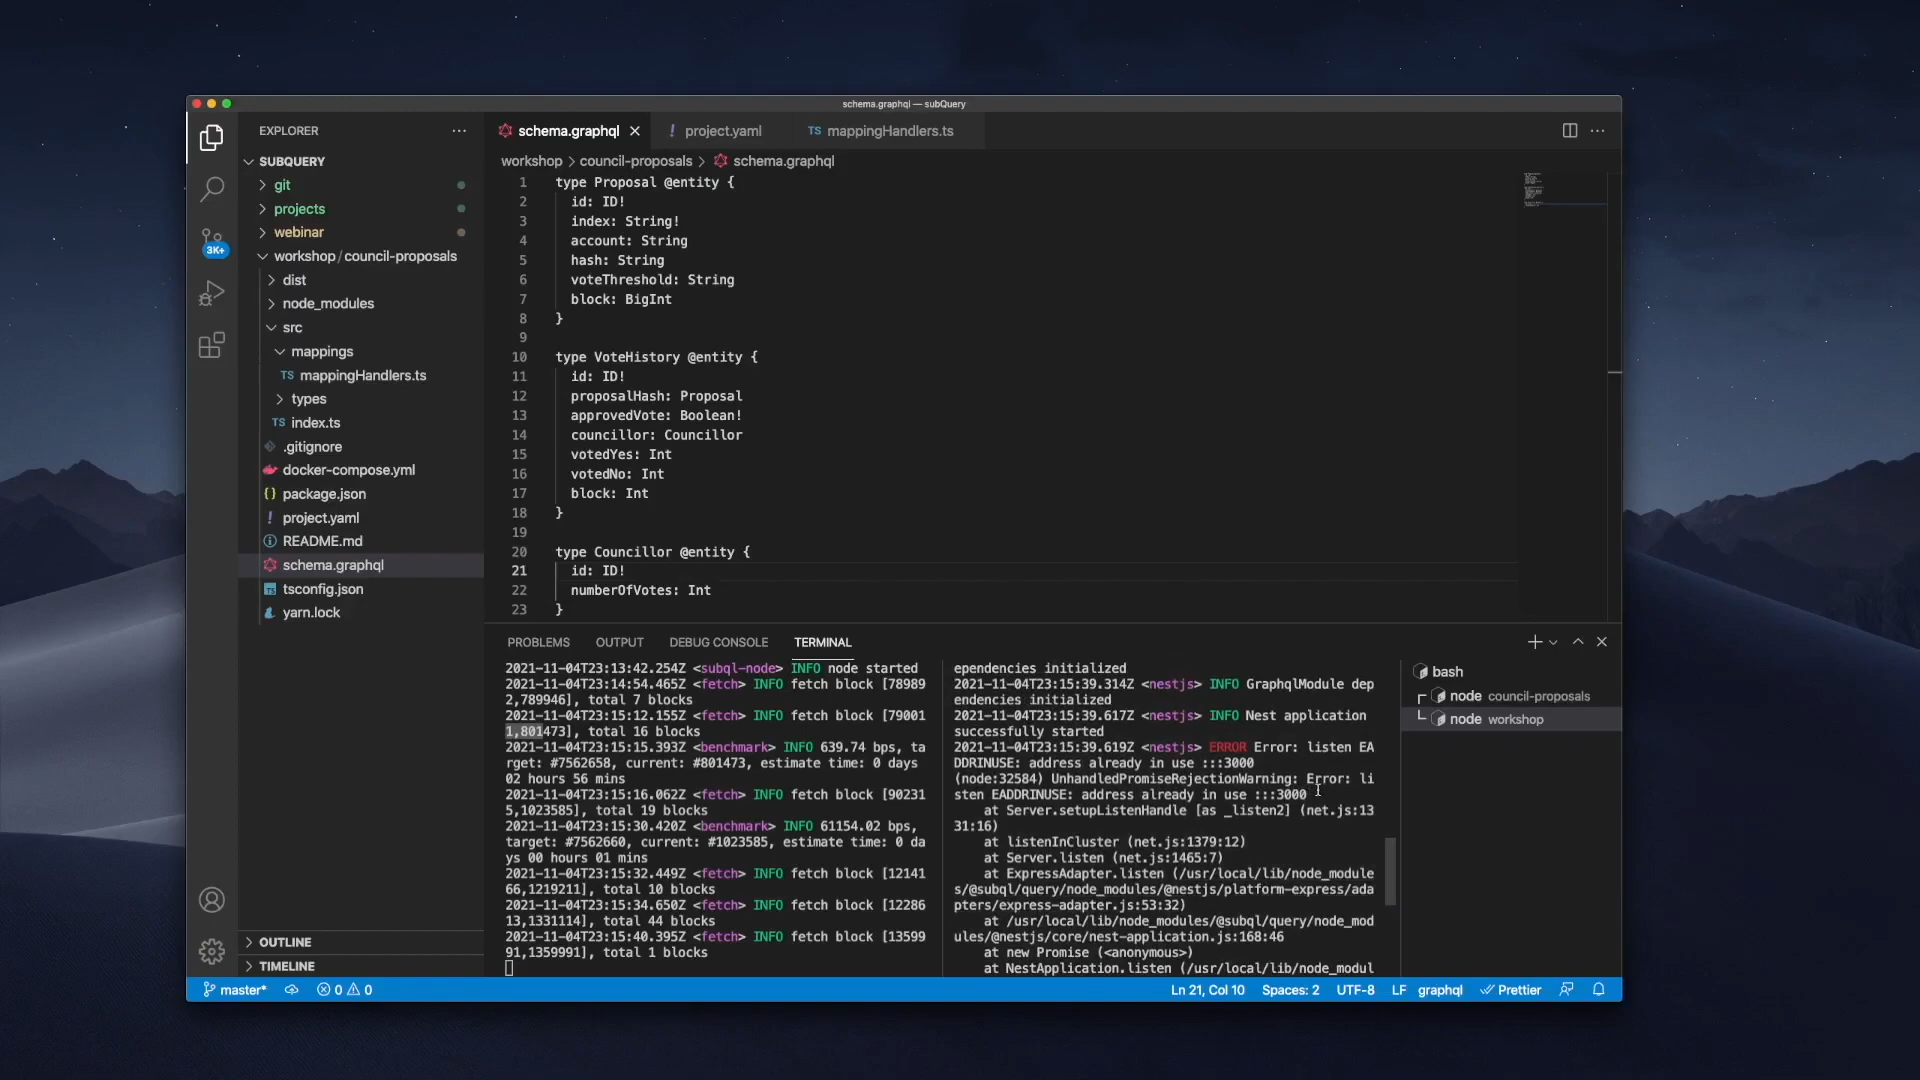 schema.graphql — subQuery
EXPLORER
schema.graphql
project.yaml
TS mappingHandlers.ts
SUBQUERY
workshop > council-proposals > schema.graphql
git
projects
webinar
workshop / council-proposals
dist
node_modules
src
mappings
TS mappingHandlers.ts
types
TS index.ts
.gitignore
docker-compose.yml
package.json
project.yaml
README.md
schema.graphql
tsconfig.json
yarn.lock
OUTLINE
TIMELINE
3K+
1 type Proposal @entity {
2 id: ID!
3 index: String!
4 account: String
5 hash: String
6 voteThreshold: String
7 block: BigInt
8 }
9
10 type VoteHistory @entity {
11 id: ID!
12 proposalHash: Proposal
13 approvedVote: Boolean!
14 councillor: Councillor
15 votedYes: Int
16 votedNo: Int
17 block: Int
18 }
19
20 type Councillor @entity {
21 id: ID!
22 numberOfVotes: Int
23 }
PROBLEMS OUTPUT DEBUG CONSOLE TERMINAL
2021-11-04T23:13:42.254Z <subql-node> INFO node started
2021-11-04T23:14:54.465Z <fetch> INFO fetch block [78989
2,789946], total 7 blocks
2021-11-04T23:15:12.155Z <fetch> INFO fetch block [79001
1,801473], total 16 blocks
2021-11-04T23:15:15.393Z <benchmark> INFO 639.74 bps, ta
rget: #7562658, current: #801473, estimate time: 0 days
02 hours 56 mins
2021-11-04T23:15:16.062Z <fetch> INFO fetch block [90231
5,1023585], total 19 blocks
2021-11-04T23:15:30.420Z <benchmark> INFO 61154.02 bps,
target: #7562660, current: #1023585, estimate time: 0 da
ys 00 hours 01 mins
2021-11-04T23:15:32.449Z <fetch> INFO fetch block [12141
66,1219211], total 10 blocks
2021-11-04T23:15:34.650Z <fetch> INFO fetch block [12286
13,1331114], total 44 blocks
2021-11-04T23:15:40.395Z <fetch> INFO fetch block [13599
91,1359991], total 1 blocks
ependencies initialized
2021-11-04T23:15:39.314Z <nestjs> INFO GraphqlModule dep
endencies initialized
2021-11-04T23:15:39.617Z <nestjs> INFO Nest application
successfully started
2021-11-04T23:15:39.619Z <nestjs> ERROR Error: listen EA
DDRINUSE: address already in use :::3000
(node:32584) UnhandledPromiseRejectionWarning: Error: li
sten EADDRINUSE: address already in use :::3000
at Server.setupListenHandle [as _listen2] (net.js:13
31:16)
at listenInCluster (net.js:1379:12)
at Server.listen (net.js:1465:7)
at ExpressAdapter.listen (/usr/local/lib/node_module
s/@subql/query/node_modules/@nestjs/platform-express/ada
pters/express-adapter.js:53:32)
at /usr/local/lib/node_modules/@subql/query/node_mod
ules/@nestjs/core/nest-application.js:168:46
at new Promise (<anonymous>)
at NestApplication.listen (/usr/local/lib/node_modul
bash
node council-proposals
node workshop
master* 0 0
Ln 21, Col 10 Spaces: 2 UTF-8 LF graphql Prettier